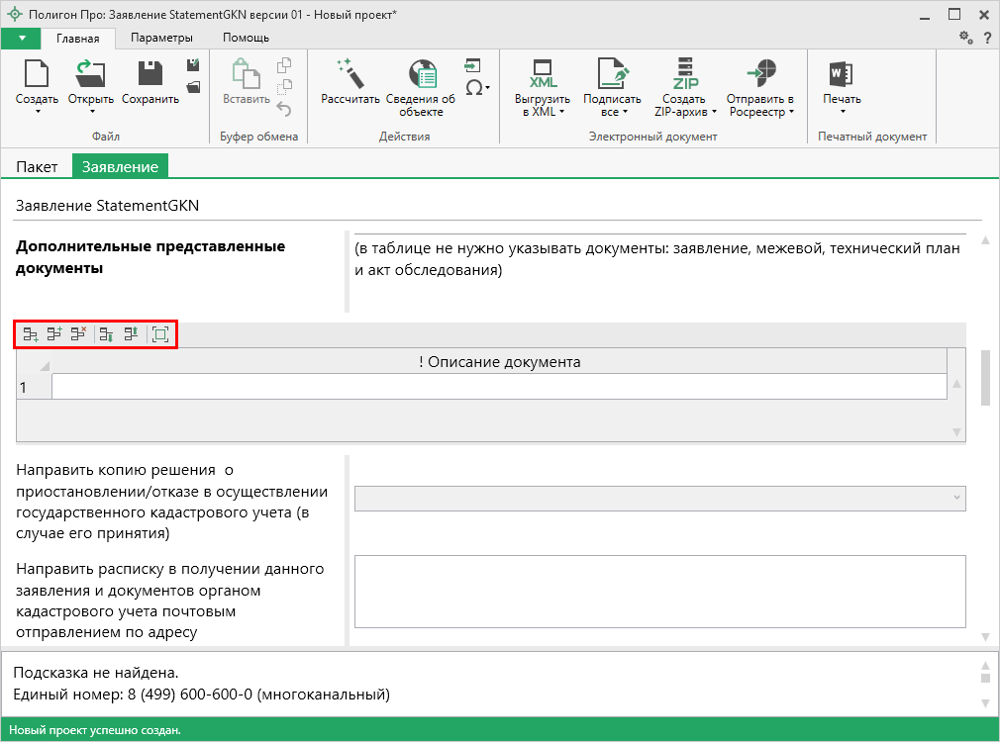 Полигон Про: Заявление StatementGKN версии 01 - Новый проект*
Главная Параметры Помощь
?
Создать Открыть Сохранить
Файл
Вставить
Буфер обмена
Рассчитать Сведения об
объекте
Ω
Действия
XML
Выгрузить
в XML
Подписать
все
ZIP
Создать
ZIP-архив
Отправить в
Росреестр
Электронный документ
W
Печать
Печатный документ
Пакет Заявление
Заявление StatementGKN
Дополнительные представленные
документы
(в таблице не нужно указывать документы: заявление, межевой, технический план
и акт обследования)
! Описание документа
1
Направить копию решения о
приостановлении/отказе в осуществлении
государственного кадастрового учета (в
случае его принятия)
Направить расписку в получении данного
заявления и документов органом
кадастрового учета почтовым
отправлением по адресу
Подсказка не найдена.
Единый номер: 8 (499) 600-600-0 (многоканальный)
Новый проект успешно создан.